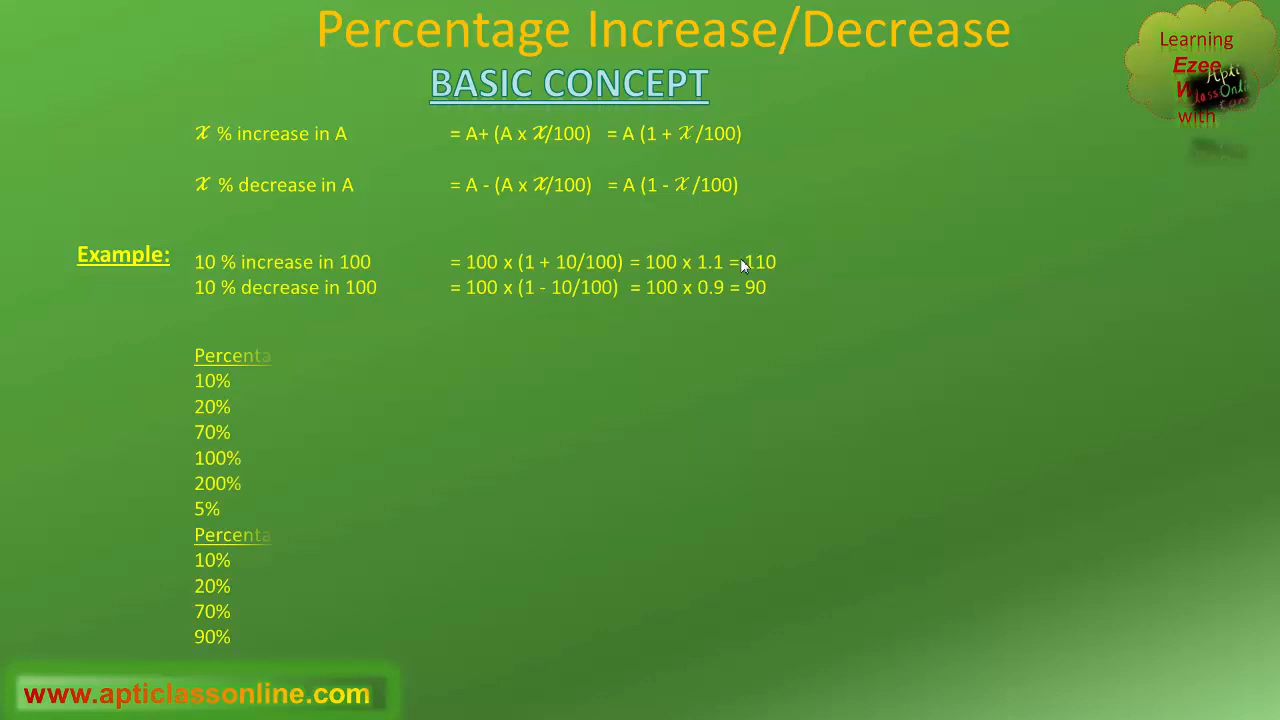 Percentage Increase/Decrease
BASIC CONCEPT
Learning
Ezee
with
x % increase in A = A+ (A x x/100) = A (1 + x/100)
x % decrease in A = A - (A x x/100) = A (1 - x/100)
Example:
10 % increase in 100 = 100 x (1 + 10/100) = 100 x 1.1 = 110
10 % decrease in 100 = 100 x (1 - 10/100) = 100 x 0.9 = 90
Percenta
10%
20%
70%
100%
200%
5%
Percenta
10%
20%
70%
90%
www.apticlassonline.com